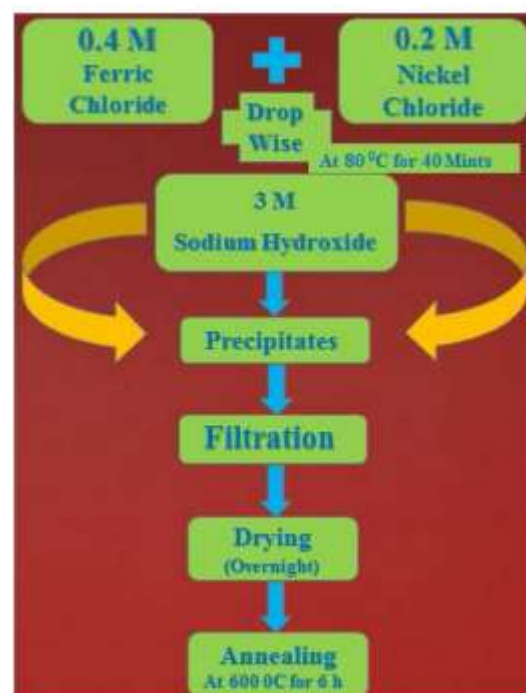 0.4 M
Ferric
Chloride
+
0.2 M
Nickel
Chloride
Drop
Wise
At 80 ⁰C for 40 Mints
3 M
Sodium Hydroxide
Precipitates
Filtration
Drying
(Overnight)
Annealing
At 600 0C for 6 h